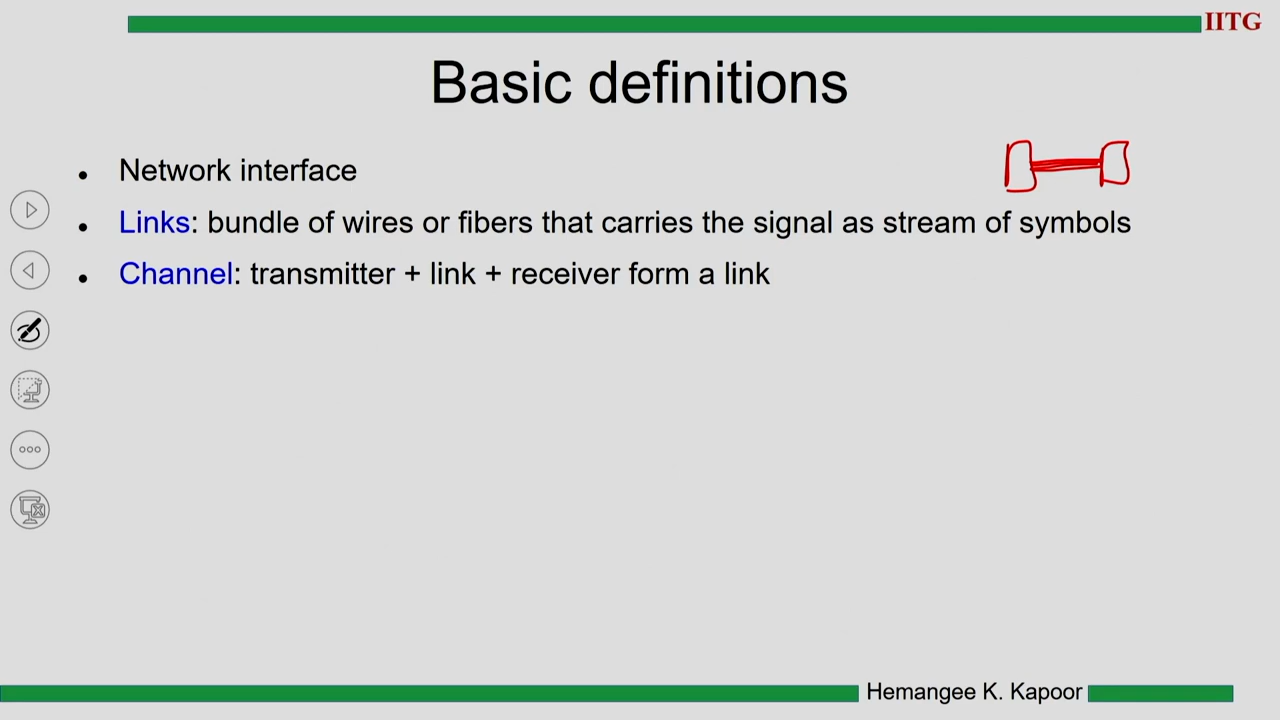 IITG
Basic definitions
• Network interface
• Links: bundle of wires or fibers that carries the signal as stream of symbols
• Channel: transmitter + link + receiver form a link
Hemangee K. Kapoor